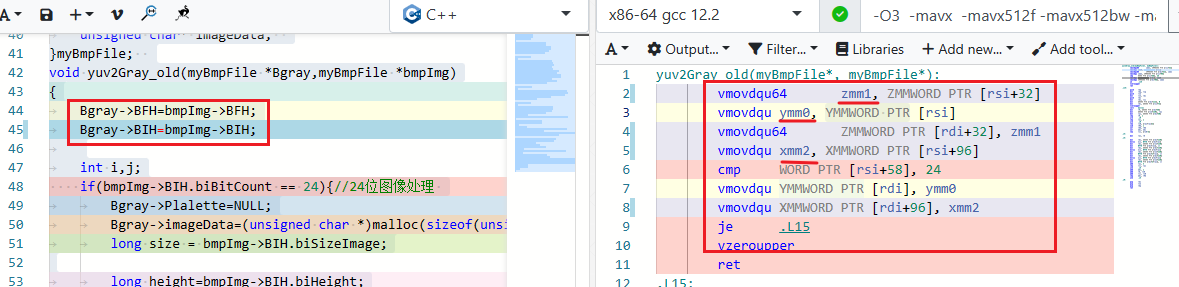 A
C++
x86-64 gcc 12.2
-O3 -mavx -mavx512f -mavx512bw
A
Output...
Filter...
Libraries
Add new...
Add tool...
40 unsigned char imageData;
41 }myBmpFile;
42 void yuv2Gray_old(myBmpFile *Bgray,myBmpFile *bmpImg)
43 {
44 Bgray->BFH=bmpImg->BFH;
45 Bgray->BIH=bmpImg->BIH;
46
47 int i,j;
48 if(bmpImg->BIH.biBitCount == 24){//24位图像处理
49 Bgray->Plalette=NULL;
50 Bgray->imageData=(unsigned char *)malloc(sizeof(unsi
51 long size = bmpImg->BIH.biSizeImage;
52
53 long height=bmpImg->BIH.biHeight;
1 yuv2Gray_old(myBmpFile*, myBmpFile*):
2 vmovdqu64 zmm1, ZMMWORD PTR [rsi+32]
3 vmovdqu ymm0, YMMWORD PTR [rsi]
4 vmovdqu64 ZMMWORD PTR [rdi+32], zmm1
5 vmovdqu xmm2, XMMWORD PTR [rsi+96]
6 cmp WORD PTR [rsi+58], 24
7 vmovdqu YMMWORD PTR [rdi], ymm0
8 vmovdqu XMMWORD PTR [rdi+96], xmm2
9 je .L15
10 vzeroupper
11 ret
.L15: